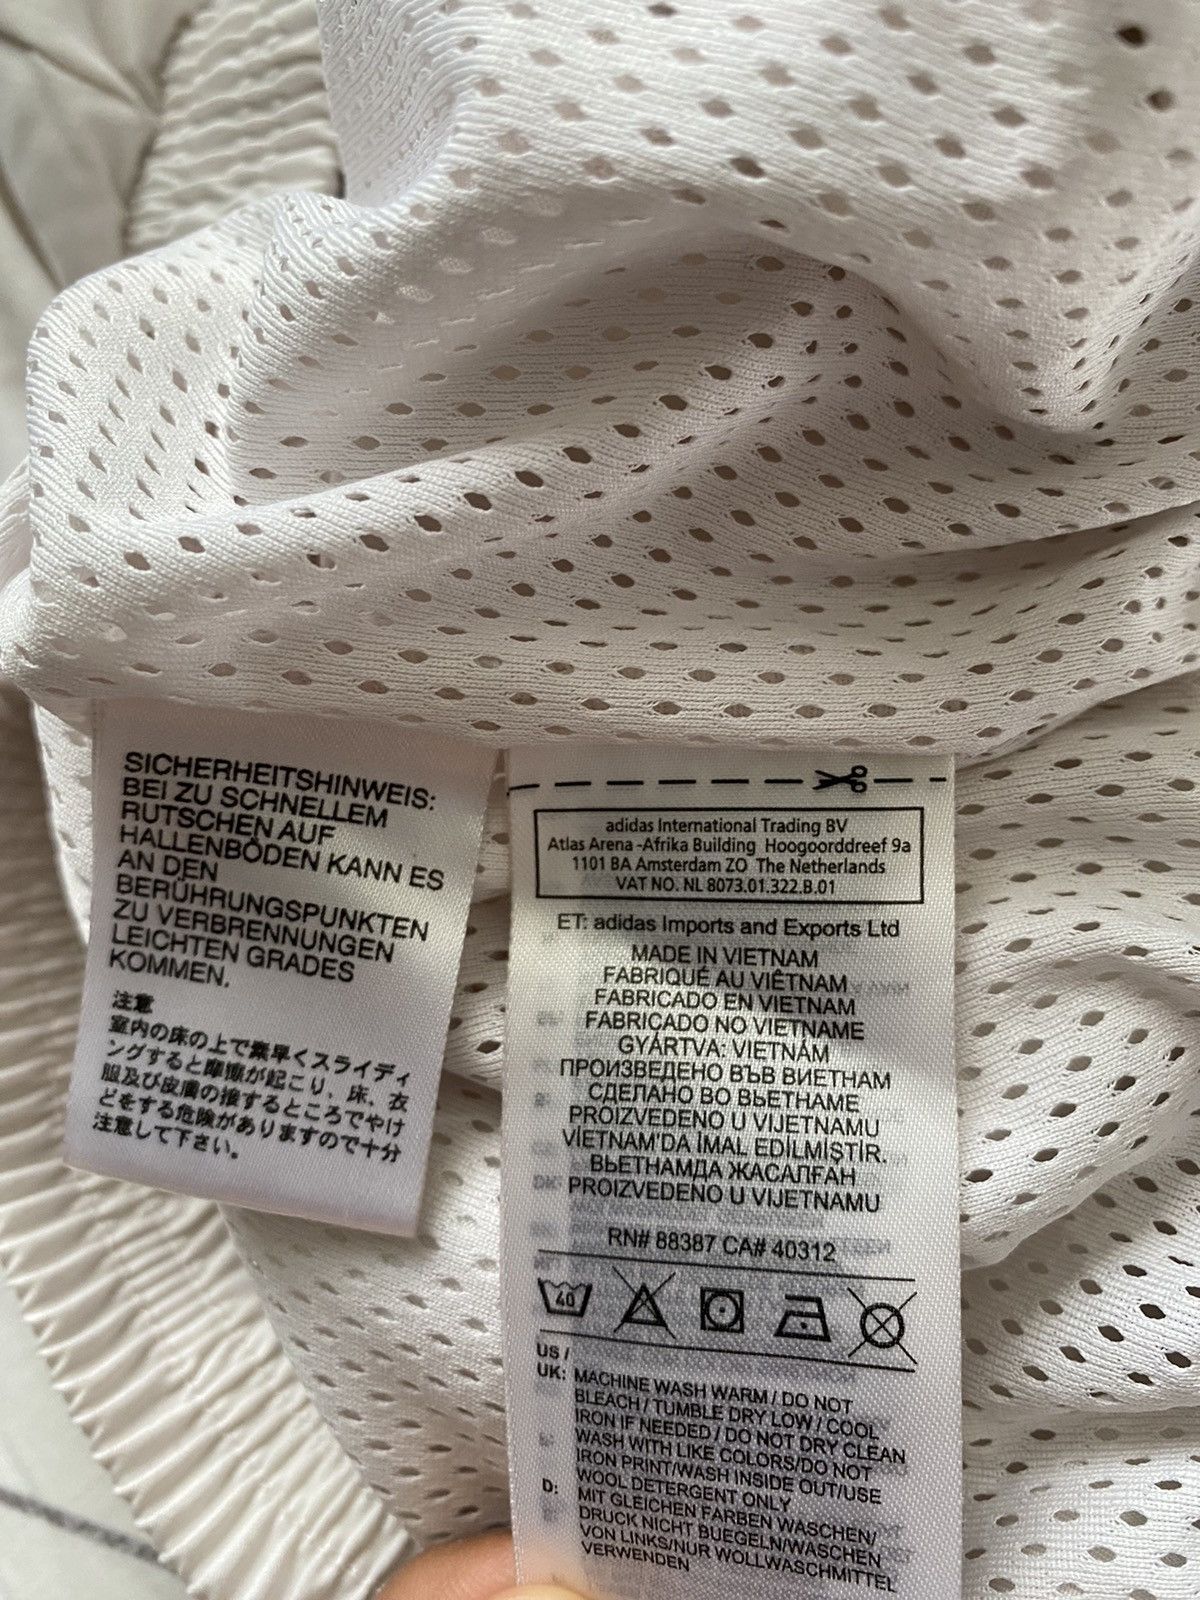 SICHERHEITSHINWEIS:
BEI ZU SCHNELLEM
RUTSCHEN AUF
HALLENBÖDEN KANN ES
AN DEN
BERÜHRUNGSPUNKTEN
ZU VERBRENNUNGEN
LEICHTEN GRADES
KOMMEN.
注意
室内の床の上で素早くスライディ
ングすると摩擦が起こり、床、衣
服及び皮膚の接するところでやけ
どをする危険がありますので十分
注意して下さい。
adidas International Trading BV
Atlas Arena -Afrika Building Hoogoorddreef 9a
1101 BA Amsterdam ZO The Netherlands
VAT NO. NL 8073.01.322.B.01
ET: adidas Imports and Exports Ltd
MADE IN VIETNAM
FABRIQUÉ AU VIÊTNAM
FABRICADO EN VIETNAM
FABRICADO NO VIETNAME
GYÁRTVA: VIETNÁM
ПРОИЗВЕДЕНО ВЪВ ВИЕТНАМ
СДЕЛАНО ВО ВЬЕТНАМЕ
PROIZVEDENO U VIJETNAMU
VİETNAM'DA İMAL EDİLMİŞTİR.
ВЬЕТНАМДА ЖАСАЛҒАН
PROIZVEDENO U VIJETNAMU
RN# 88387 CA# 40312
40
US /
UK: MACHINE WASH WARM / DO NOT
BLEACH / TUMBLE DRY LOW / COOL
IRON IF NEEDED / DO NOT DRY CLEAN
WASH WITH LIKE COLORS/DO NOT
IRON PRINT/WASH INSIDE OUT/USE
WOOL DETERGENT ONLY
D: MIT GLEICHEN FARBEN WASCHEN/
DRUCK NICHT BUEGELN/WASCHEN
VON LINKS/NUR WOLLWASCHMITTEL
VERWENDEN